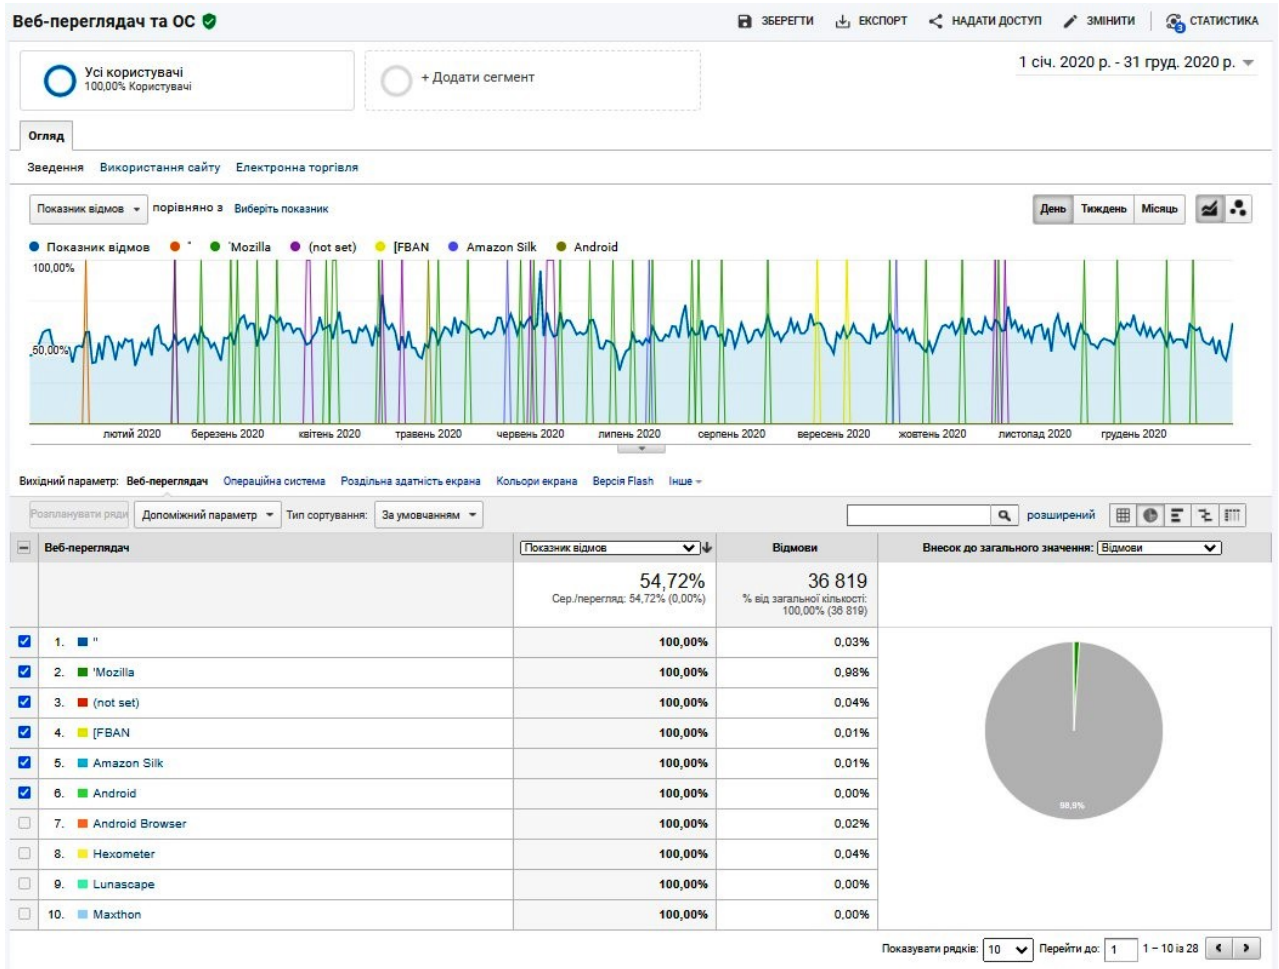 Веб-переглядач та ОС
ЗБЕРЕГТИ ЕКСПОРТ НАДАТИ ДОСТУП ЗМІНИТИ 3 СТАТИСТИКА
Усі користувачі
100,00% Користувачі
+ Додати сегмент
1 січ. 2020 р. - 31 груд. 2020 р.
Огляд
Зведення Використання сайту Електронна торгівля
Показник відмов порівняно з Виберіть показник
День Тиждень Місяць
Показник відмов " 'Mozilla (not set) [FBAN Amazon Silk Android
100,00%
50,00%
лютий 2020 березень 2020 квітень 2020 травень 2020 червень 2020 липень 2020 серпень 2020 вересень 2020 жовтень 2020 листопад 2020 грудень 2020
Вихідний параметр: Веб-переглядач Операційна система Роздільна здатність екрана Кольори екрана Версія Flash Інше
Розпланувати ряди Допоміжний параметр Тип сортування: За умовчанням
розширений
Веб-переглядач Показник відмов Відмови Внесок до загального значення: Відмови
54,72% 36 819
Сер./перегляд: 54,72% (0,00%) % від загальної кількості:
100,00% (36 819)
1. " 100,00% 0,03%
2. 'Mozilla 100,00% 0,98%
3. (not set) 100,00% 0,04%
4. [FBAN 100,00% 0,01%
5. Amazon Silk 100,00% 0,01%
6. Android 100,00% 0,00%
98,9%
7. Android Browser 100,00% 0,02%
8. Hexometer 100,00% 0,04%
9. Lunascape 100,00% 0,00%
10. Maxthon 100,00% 0,00%
Показувати рядків: 10 Перейти до: 1 1 – 10 із 28